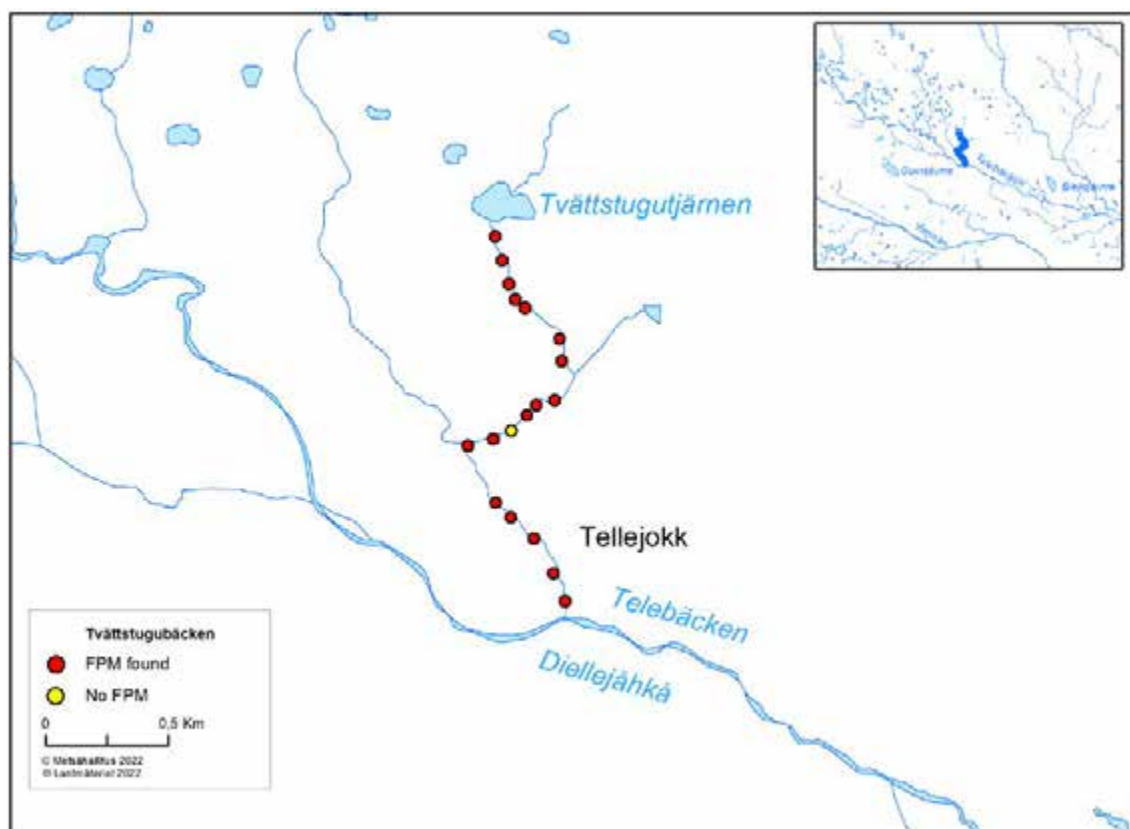 Tvättstugutjärnen
Tellejokk
Telebäcken
Diellejåhkå
Tvättstugubäcken
FPM found
No FPM
0 0,5 Km
© Metsähallitus 2022
© Lantmäteriet 2022